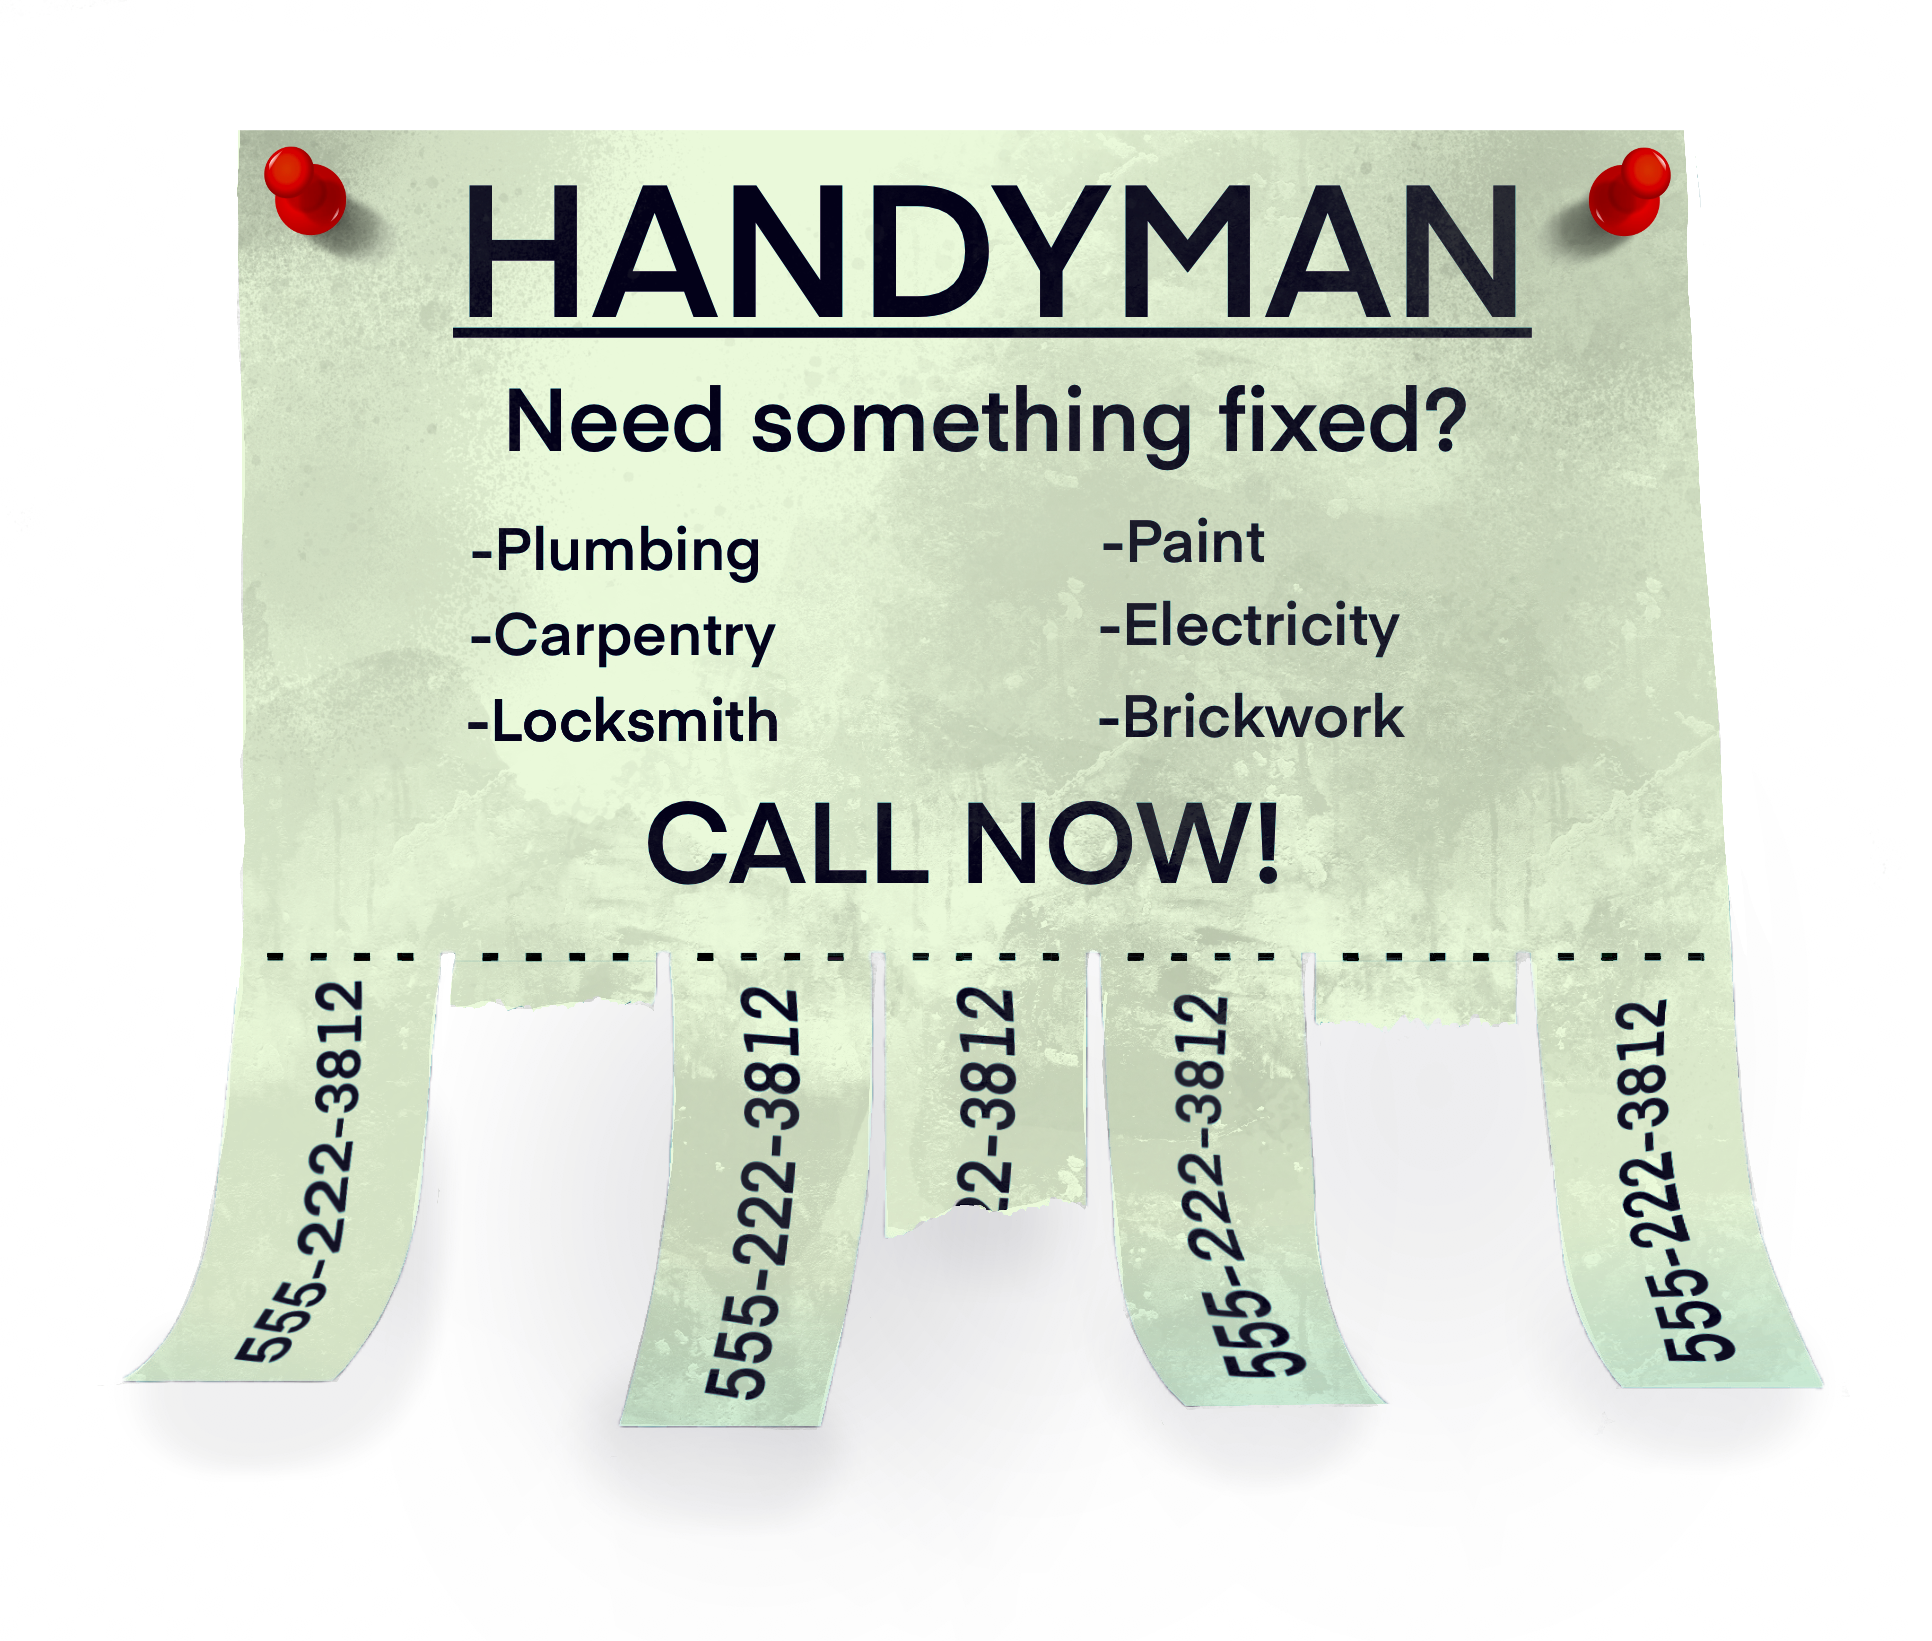 HANDYMAN
Need something fixed?
-Plumbing
-Carpentry
-Locksmith
-Paint
-Electricity
-Brickwork
CALL NOW!
555-222-3812
555-222-3812
22-3812
555-222-3812
555-222-3812